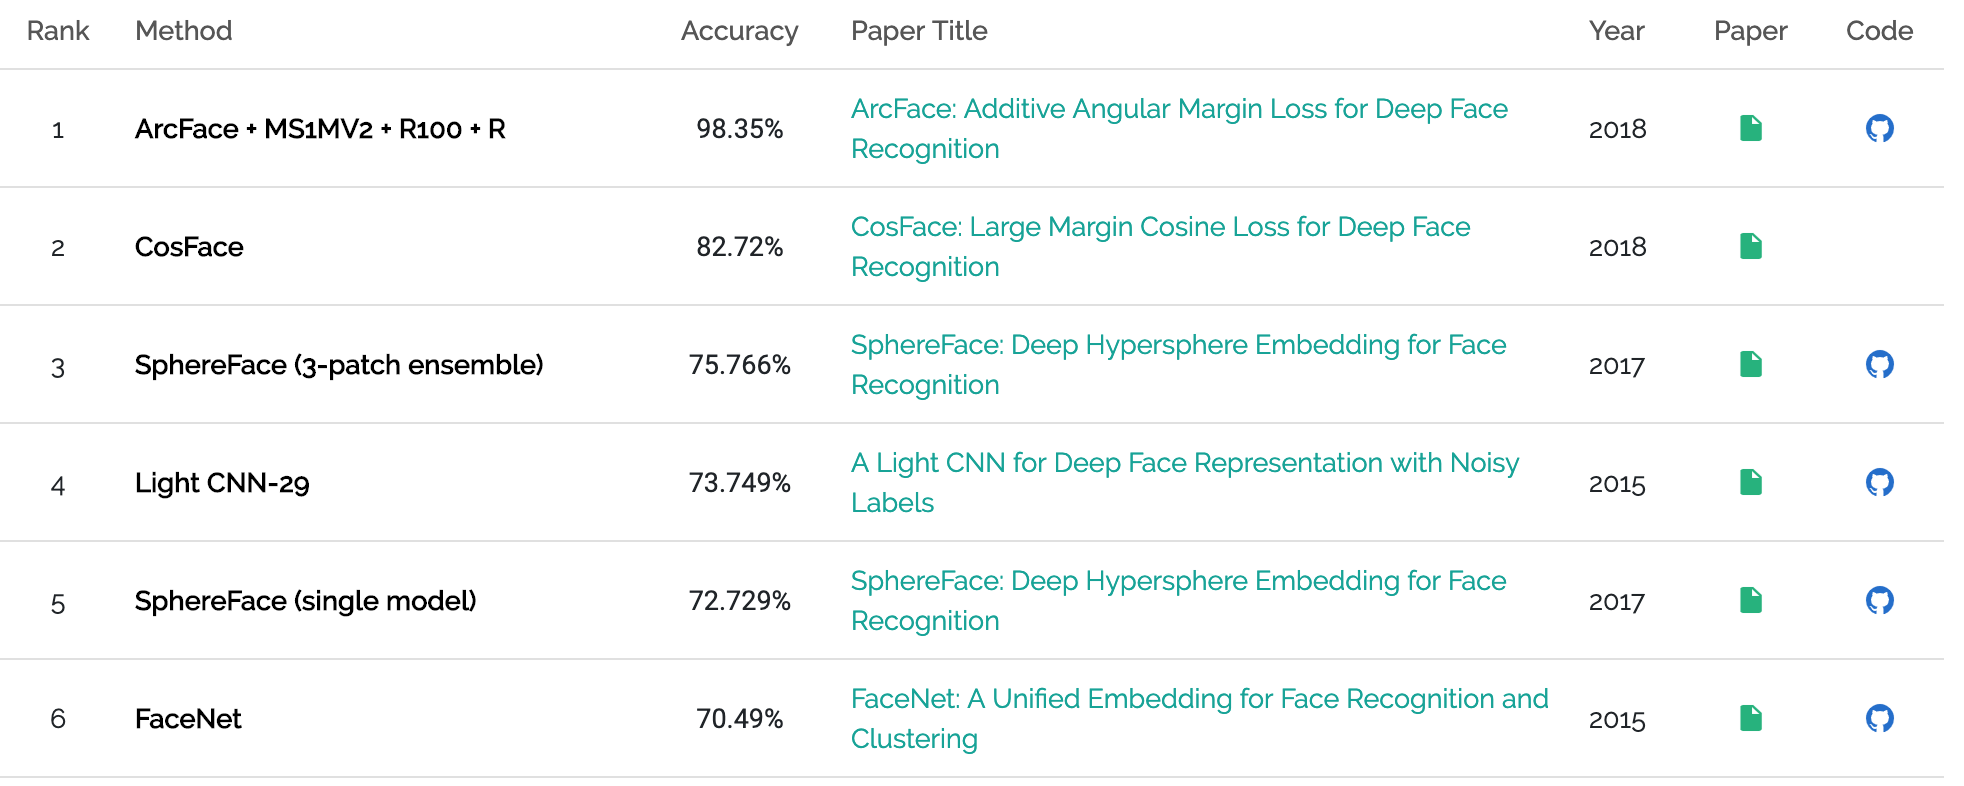 Rank Method Accuracy Paper Title Year Paper Code
1 ArcFace + MS1MV2 + R100 + R 98.35% ArcFace: Additive Angular Margin Loss for Deep Face 2018
Recognition
2 CosFace 82.72% CosFace: Large Margin Cosine Loss for Deep Face 2018
Recognition
3 SphereFace (3-patch ensemble) 75.766% SphereFace: Deep Hypersphere Embedding for Face 2017
Recognition
4 Light CNN-29 73.749% A Light CNN for Deep Face Representation with Noisy 2015
Labels
5 SphereFace (single model) 72.729% SphereFace: Deep Hypersphere Embedding for Face 2017
Recognition
6 FaceNet 70.49% FaceNet: A Unified Embedding for Face Recognition and 2015
Clustering